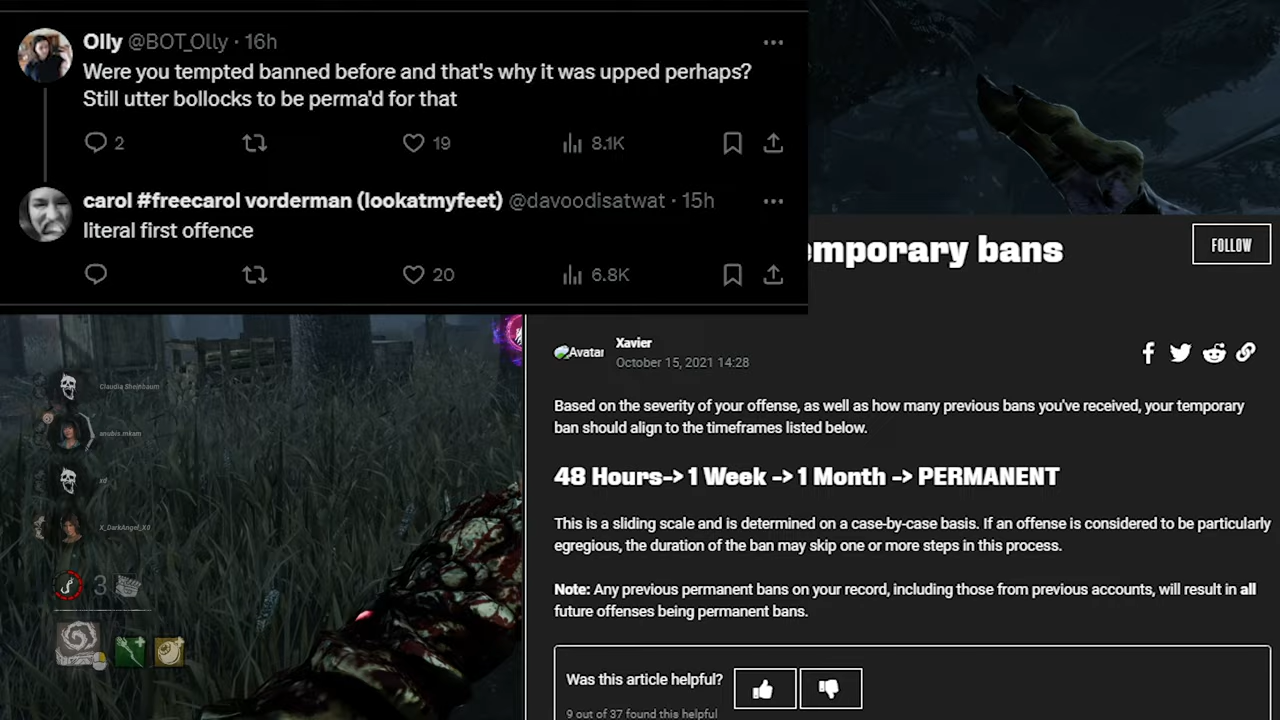 Olly @BOT_Olly · 16h
Were you tempted banned before and that's why it was upped perhaps?
Still utter bollocks to be perma'd for that
2 19 8.1K
carol #freecarol vorderman (lookatmyfeet) @davoodisatwat · 15h
literal first offence
20 6.8K
emporary bans
FOLLOW
Avatar
Xavier
October 15, 2021 14:28
Based on the severity of your offense, as well as how many previous bans you've received, your temporary
ban should align to the timeframes listed below.
48 Hours-> 1 Week -> 1 Month -> PERMANENT
This is a sliding scale and is determined on a case-by-case basis. If an offense is considered to be particularly
egregious, the duration of the ban may skip one or more steps in this process.
Note: Any previous permanent bans on your record, including those from previous accounts, will result in all
future offenses being permanent bans.
Was this article helpful?
9 out of 37 found this helpful
Claudia Sheinbaum
anubis.mkam
xd
X_DarkAngel_X0
3